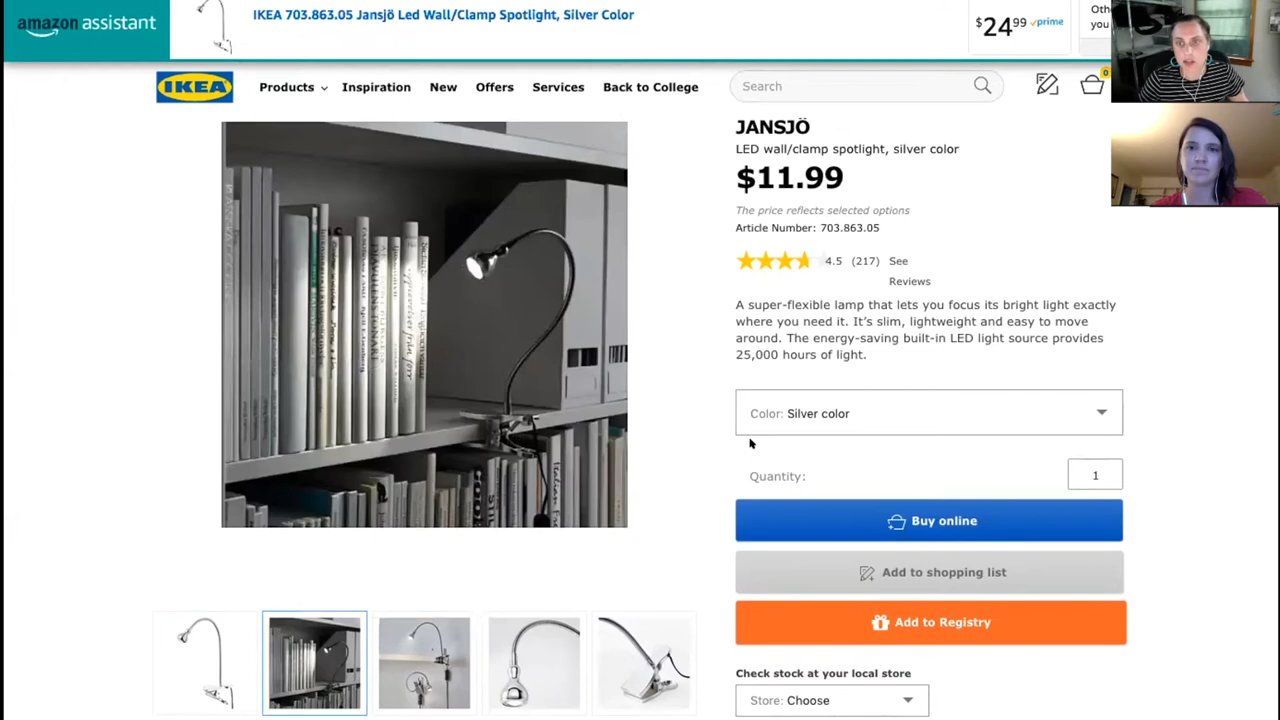 amazon assistant
IKEA 703.863.05 Jansjö Led Wall/Clamp Spotlight, Silver Color
$24 99 prime
Othe
you
IKEA
Products
Inspiration
New
Offers
Services
Back to College
Search
0
JANSJÖ
LED wall/clamp spotlight, silver color
$11.99
The price reflects selected options
Article Number: 703.863.05
4.5 (217) See
Reviews
A super-flexible lamp that lets you focus its bright light exactly
where you need it. It's slim, lightweight and easy to move
around. The energy-saving built-in LED light source provides
25,000 hours of light.
Color: Silver color
Quantity:
1
Buy online
Add to shopping list
Add to Registry
Check stock at your local store
Store: Choose
DJÄVULENSTONART